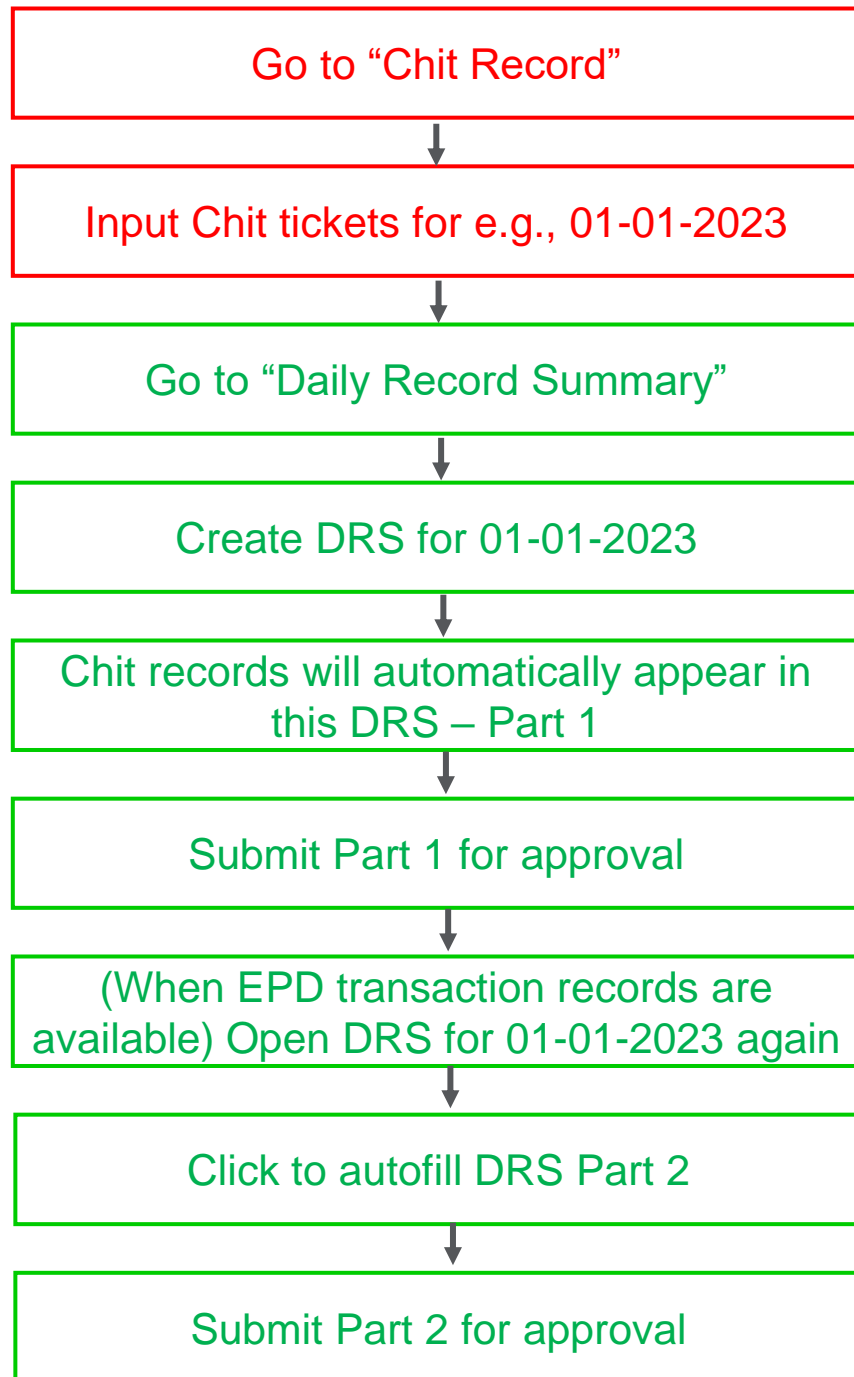 Go to “Chit Record”
Input Chit tickets for e.g., 01-01-2023
Go to “Daily Record Summary”
Create DRS for 01-01-2023
Chit records will automatically appear in
this DRS – Part 1
Submit Part 1 for approval
(When EPD transaction records are
available) Open DRS for 01-01-2023 again
Click to autofill DRS Part 2
Submit Part 2 for approval